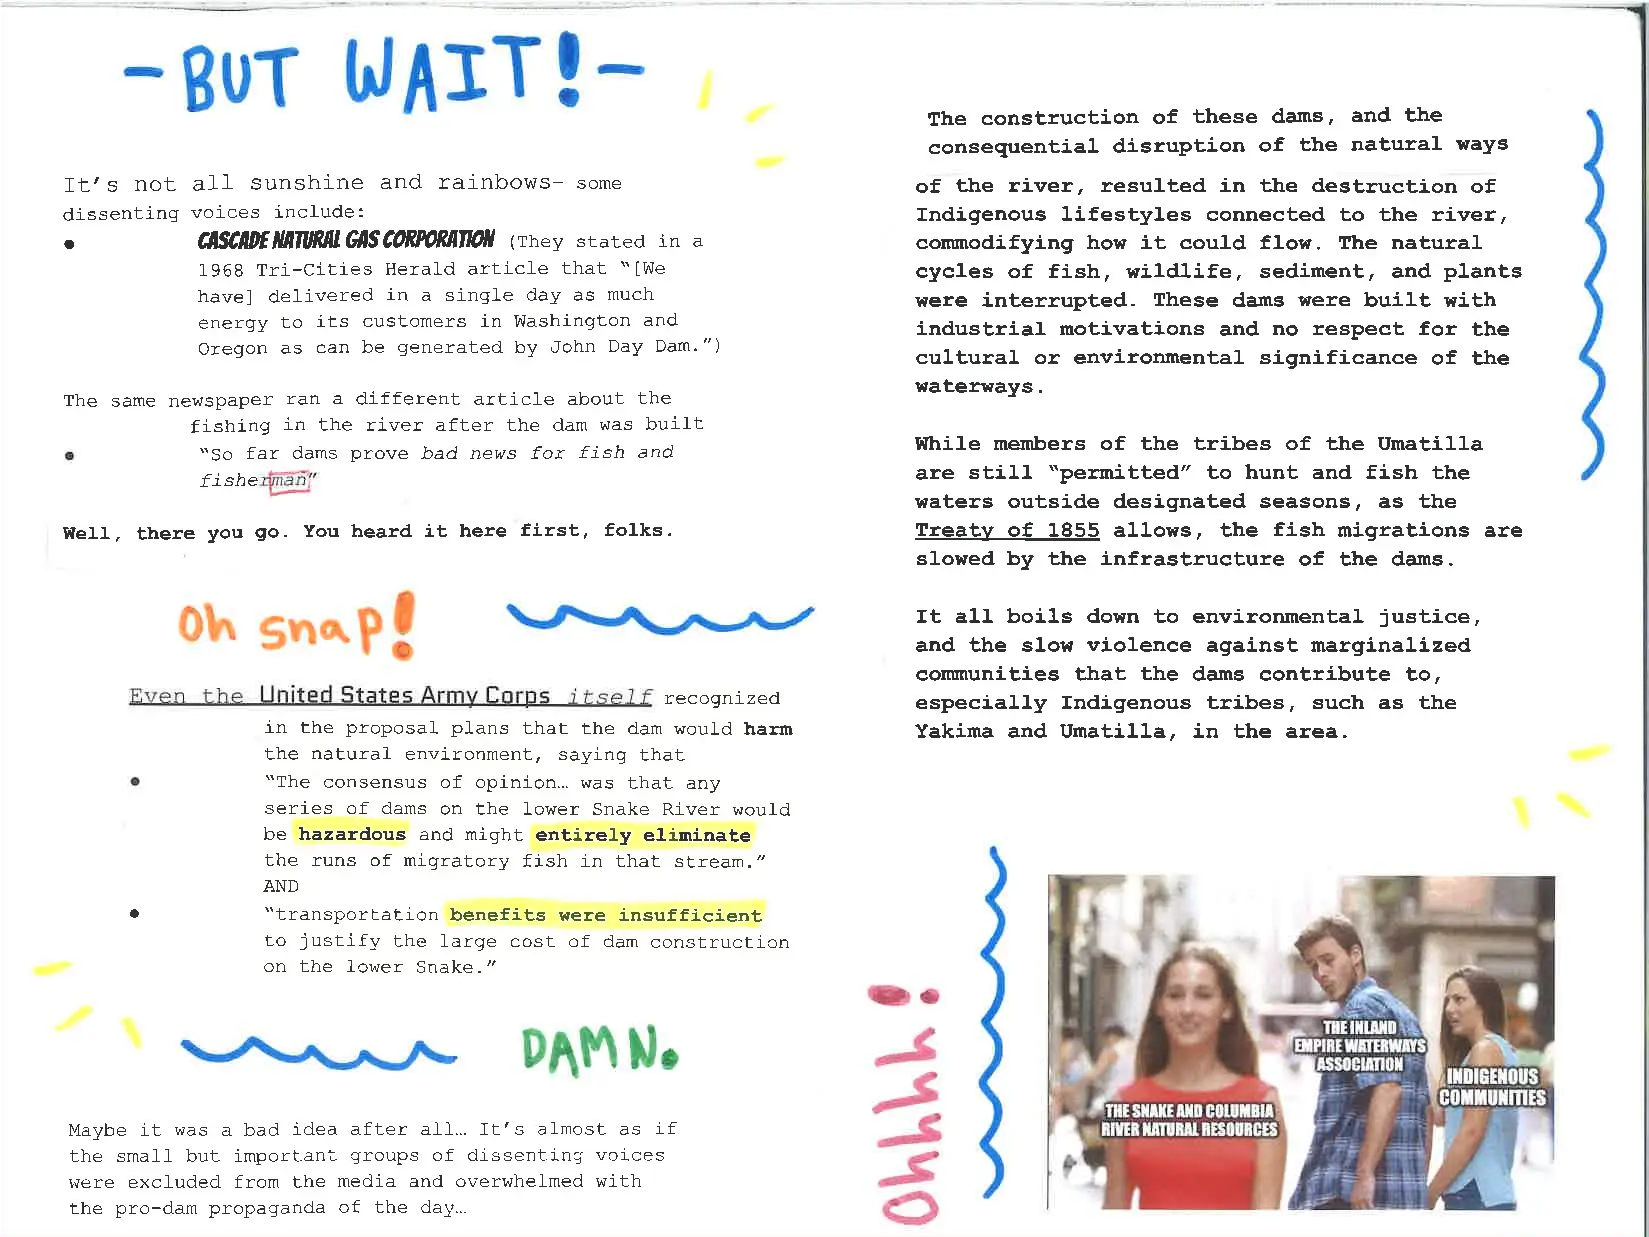 -BUT WAIT!-
It's not all sunshine and rainbows- some
dissenting voices include:
● CASCADE NATURAL GAS CORPORATION (They stated in a
1968 Tri-Cities Herald article that "[We
have] delivered in a single day as much
energy to its customers in Washington and
Oregon as can be generated by John Day Dam.")
The same newspaper ran a different article about the
fishing in the river after the dam was built
● "So far dams prove bad news for fish and
fisherman"
Well, there you go. You heard it here first, folks.
Oh snap!
Even the United States Army Corps itself recognized
in the proposal plans that the dam would harm
the natural environment, saying that
● "The consensus of opinion… was that any
series of dams on the lower Snake River would
be hazardous and might entirely eliminate
the runs of migratory fish in that stream."
AND
● "transportation benefits were insufficient
to justify the large cost of dam construction
on the lower Snake."
DAMN.
Maybe it was a bad idea after all… It's almost as if
the small but important groups of dissenting voices
were excluded from the media and overwhelmed with
the pro-dam propaganda of the day…
The construction of these dams, and the
consequential disruption of the natural ways
of the river, resulted in the destruction of
Indigenous lifestyles connected to the river,
commodifying how it could flow. The natural
cycles of fish, wildlife, sediment, and plants
were interrupted. These dams were built with
industrial motivations and no respect for the
cultural or environmental significance of the
waterways.
While members of the tribes of the Umatilla
are still "permitted" to hunt and fish the
waters outside designated seasons, as the
Treaty of 1855 allows, the fish migrations are
slowed by the infrastructure of the dams.
It all boils down to environmental justice,
and the slow violence against marginalized
communities that the dams contribute to,
especially Indigenous tribes, such as the
Yakima and Umatilla, in the area.
Ohhhh!
THE INLAND
EMPIRE WATERWAYS
ASSOCIATION
INDIGENOUS
COMMUNITIES
THE SNAKE AND COLUMBIA
RIVER NATURAL RESOURCES